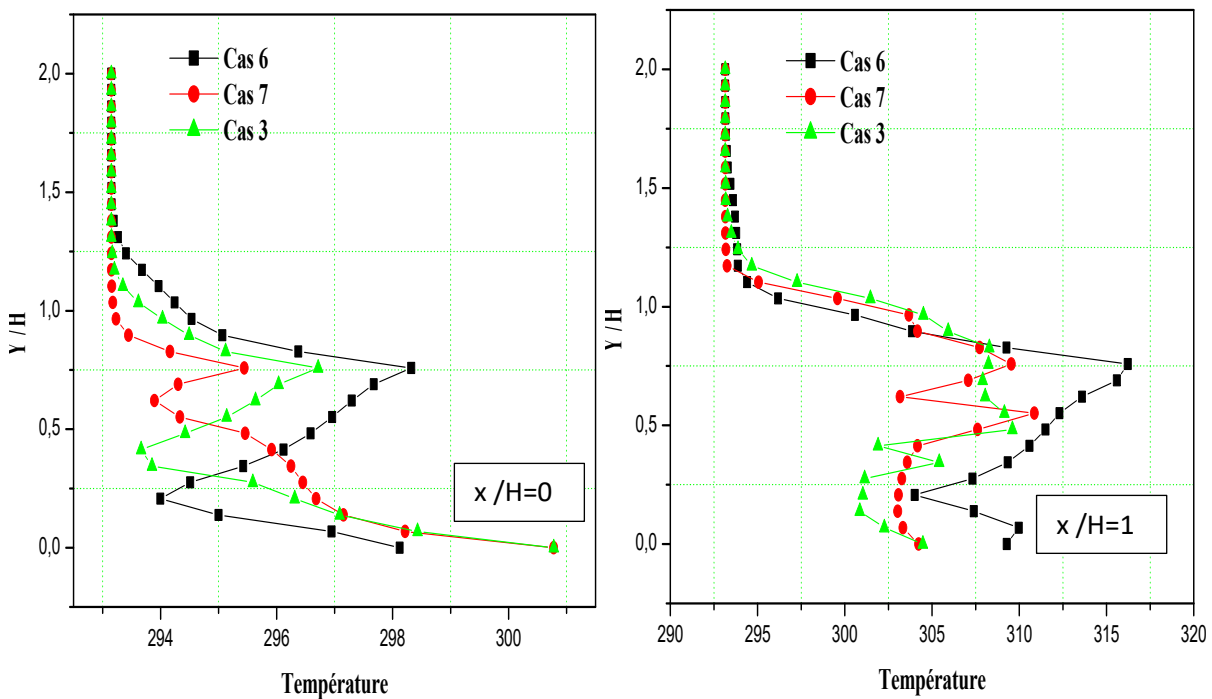 Cas 6
Cas 7
Cas 3
2,0
1,5
1,0
0,5
0,0
Y / H
x /H=0
294
296
298
300
Température
Cas 6
Cas 7
Cas 3
2,0
1,5
1,0
0,5
0,0
Y / H
x /H=1
290
295
300
305
310
315
320
Température